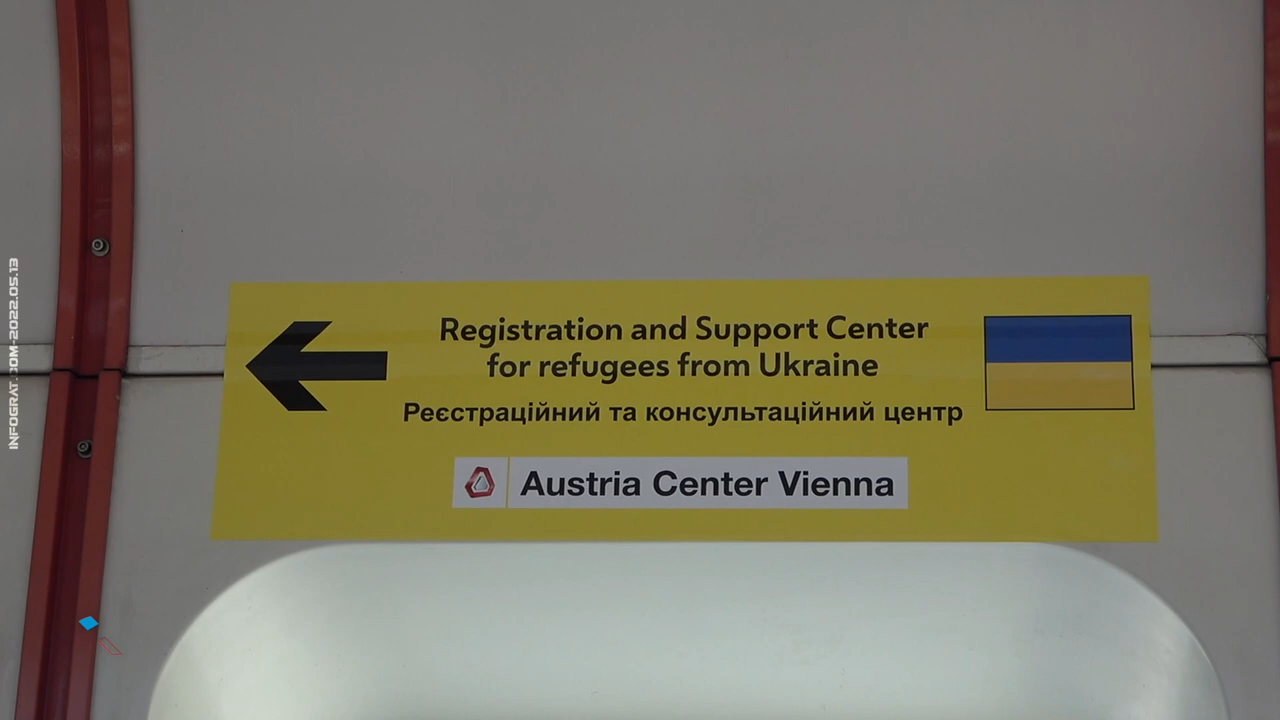 Registration and Support Center
for refugees from Ukraine
Реєстраційний та консультаційний центр
Austria Center Vienna
INFOGRAT.COM-2022.05.13